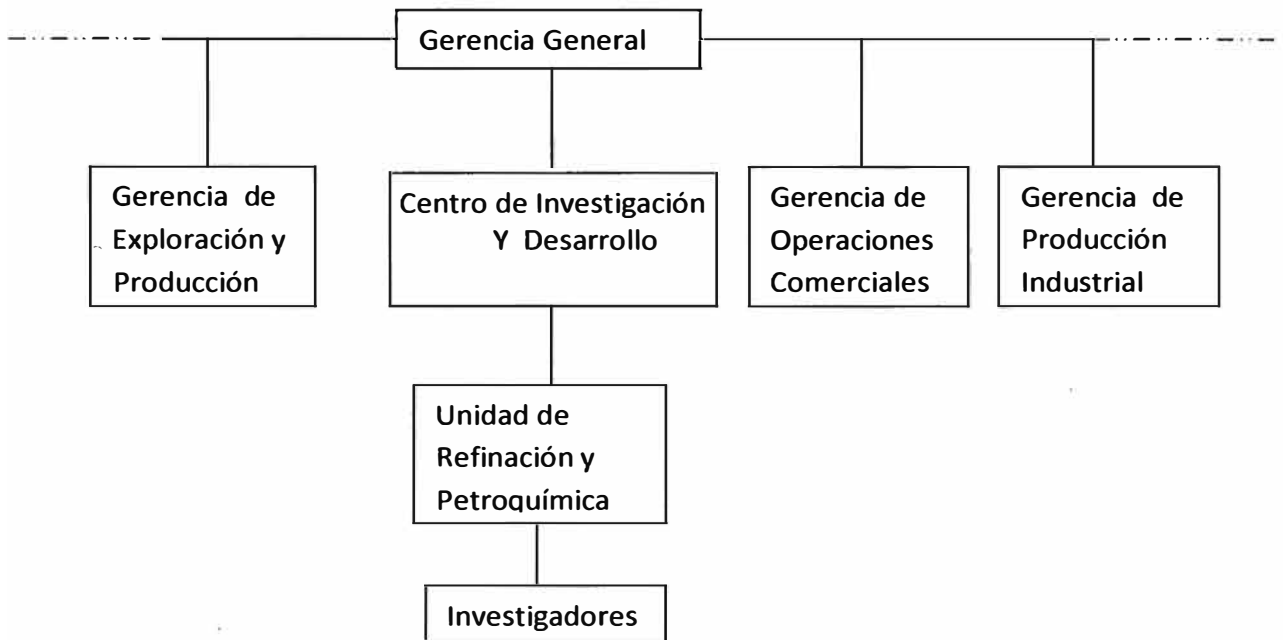 Gerencia General
Gerencia de
Exploración y
Producción
Centro de Investigación
Y Desarrollo
Gerencia de
Operaciones
Comerciales
Gerencia de
Producción
Industrial
Unidad de
Refinación y
Petroquímica
Investigadores